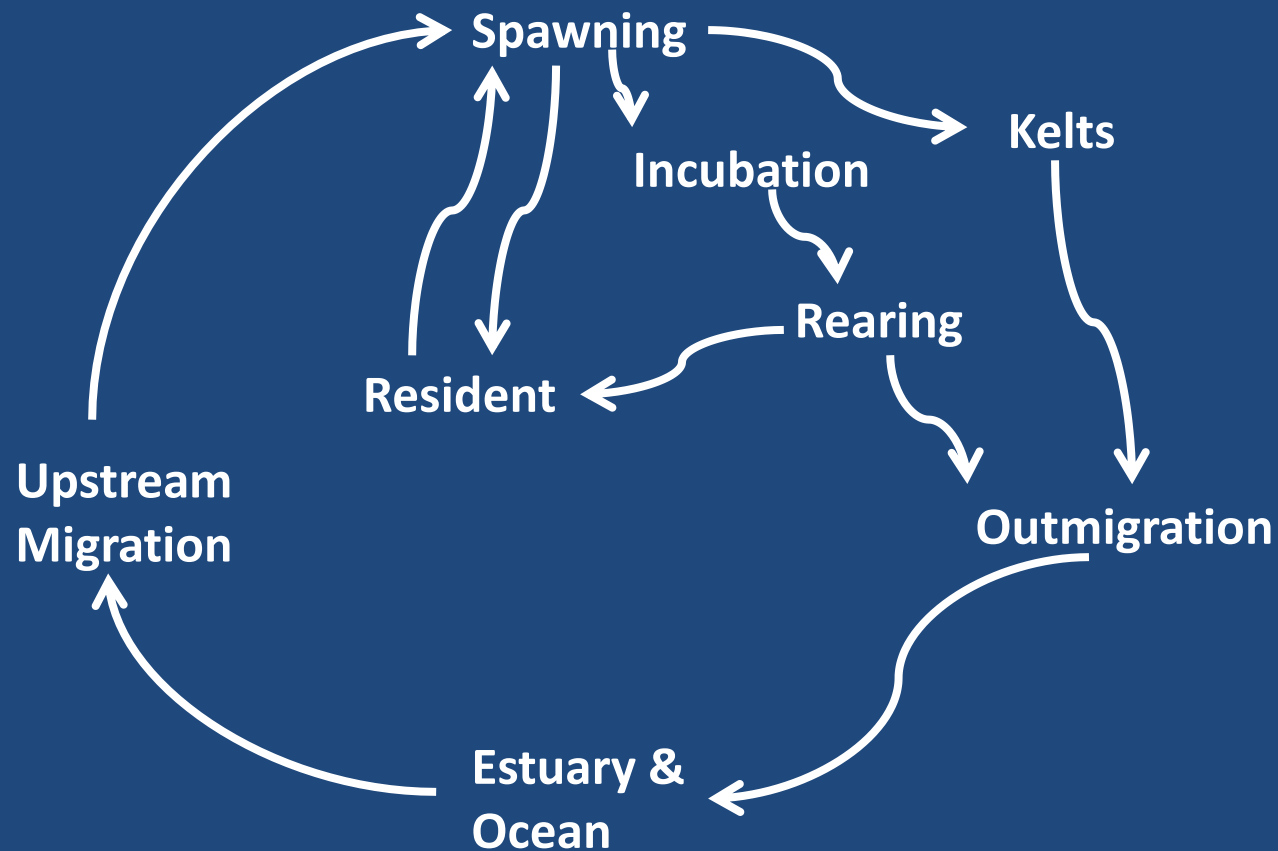 Spawning
Kelts
Incubation
Rearing
Resident
Upstream
Migration
Outmigration
Estuary &
Ocean